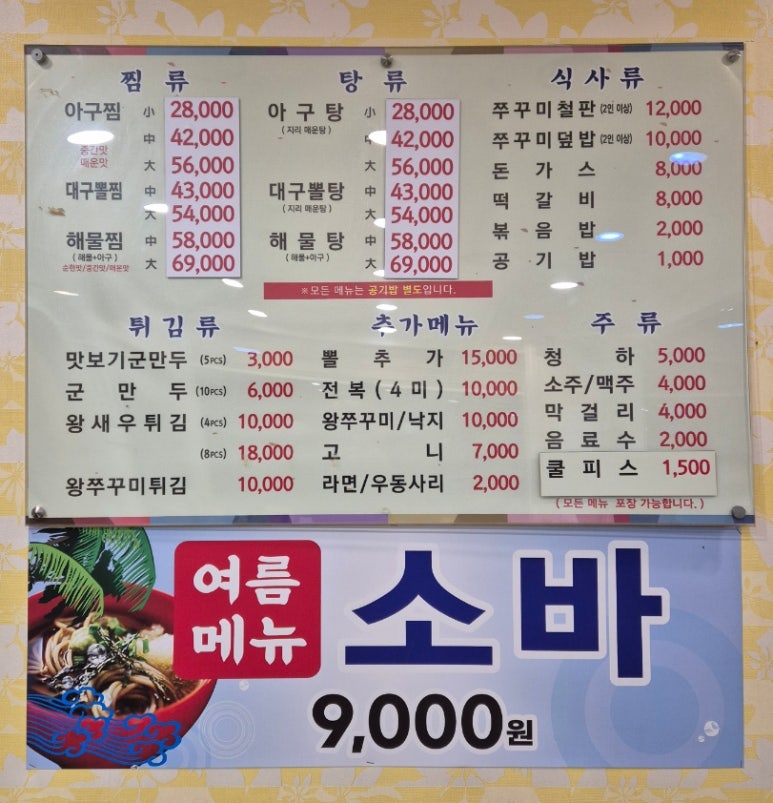 찜 류
아구찜 小 28,000
中 42,000
중간맛
매운맛 大 56,000
대구뽈찜 中 43,000
大 54,000
해물찜 中 58,000
(해물+아구)
순한맛/중간맛/매운맛 大 69,000
탕 류
아구탕 小 28,000
(지리 매운탕)
中 42,000
大 56,000
대구뽈탕 中 43,000
(지리 매운탕)
大 54,000
해물탕 中 58,000
(해물+아구)
大 69,000
식사류
쭈꾸미철판 (2인 이상) 12,000
쭈꾸미덮밥 (2인 이상) 10,000
돈가스 8,000
떡갈비 8,000
볶음밥 2,000
공기밥 1,000
※모든 메뉴는 공기밥 별도입니다.
튀김류
맛보기군만두 (5PCS) 3,000
군만두 (10PCS) 6,000
왕새우튀김 (4PCS) 10,000
(8PCS) 18,000
왕쭈꾸미튀김 10,000
추가메뉴
뽈추가 15,000
전복(4미) 10,000
왕쭈꾸미/낙지 10,000
고니 7,000
라면/우동사리 2,000
주류
청하 5,000
소주/맥주 4,000
막걸리 4,000
음료수 2,000
쿨피스 1,500
(모든 메뉴 포장 가능합니다.)
여름
메뉴
소바
9,000원